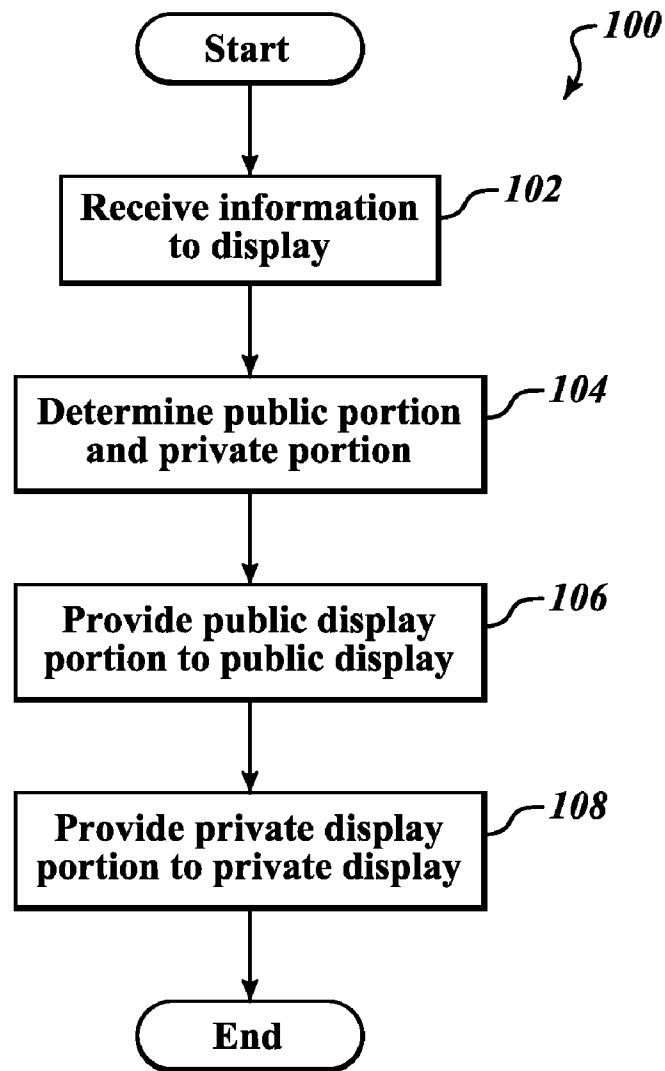 Start
100
Receive information
to display
102
Determine public portion
and private portion
104
Provide public display
portion to public display
106
Provide private display
portion to private display
108
End